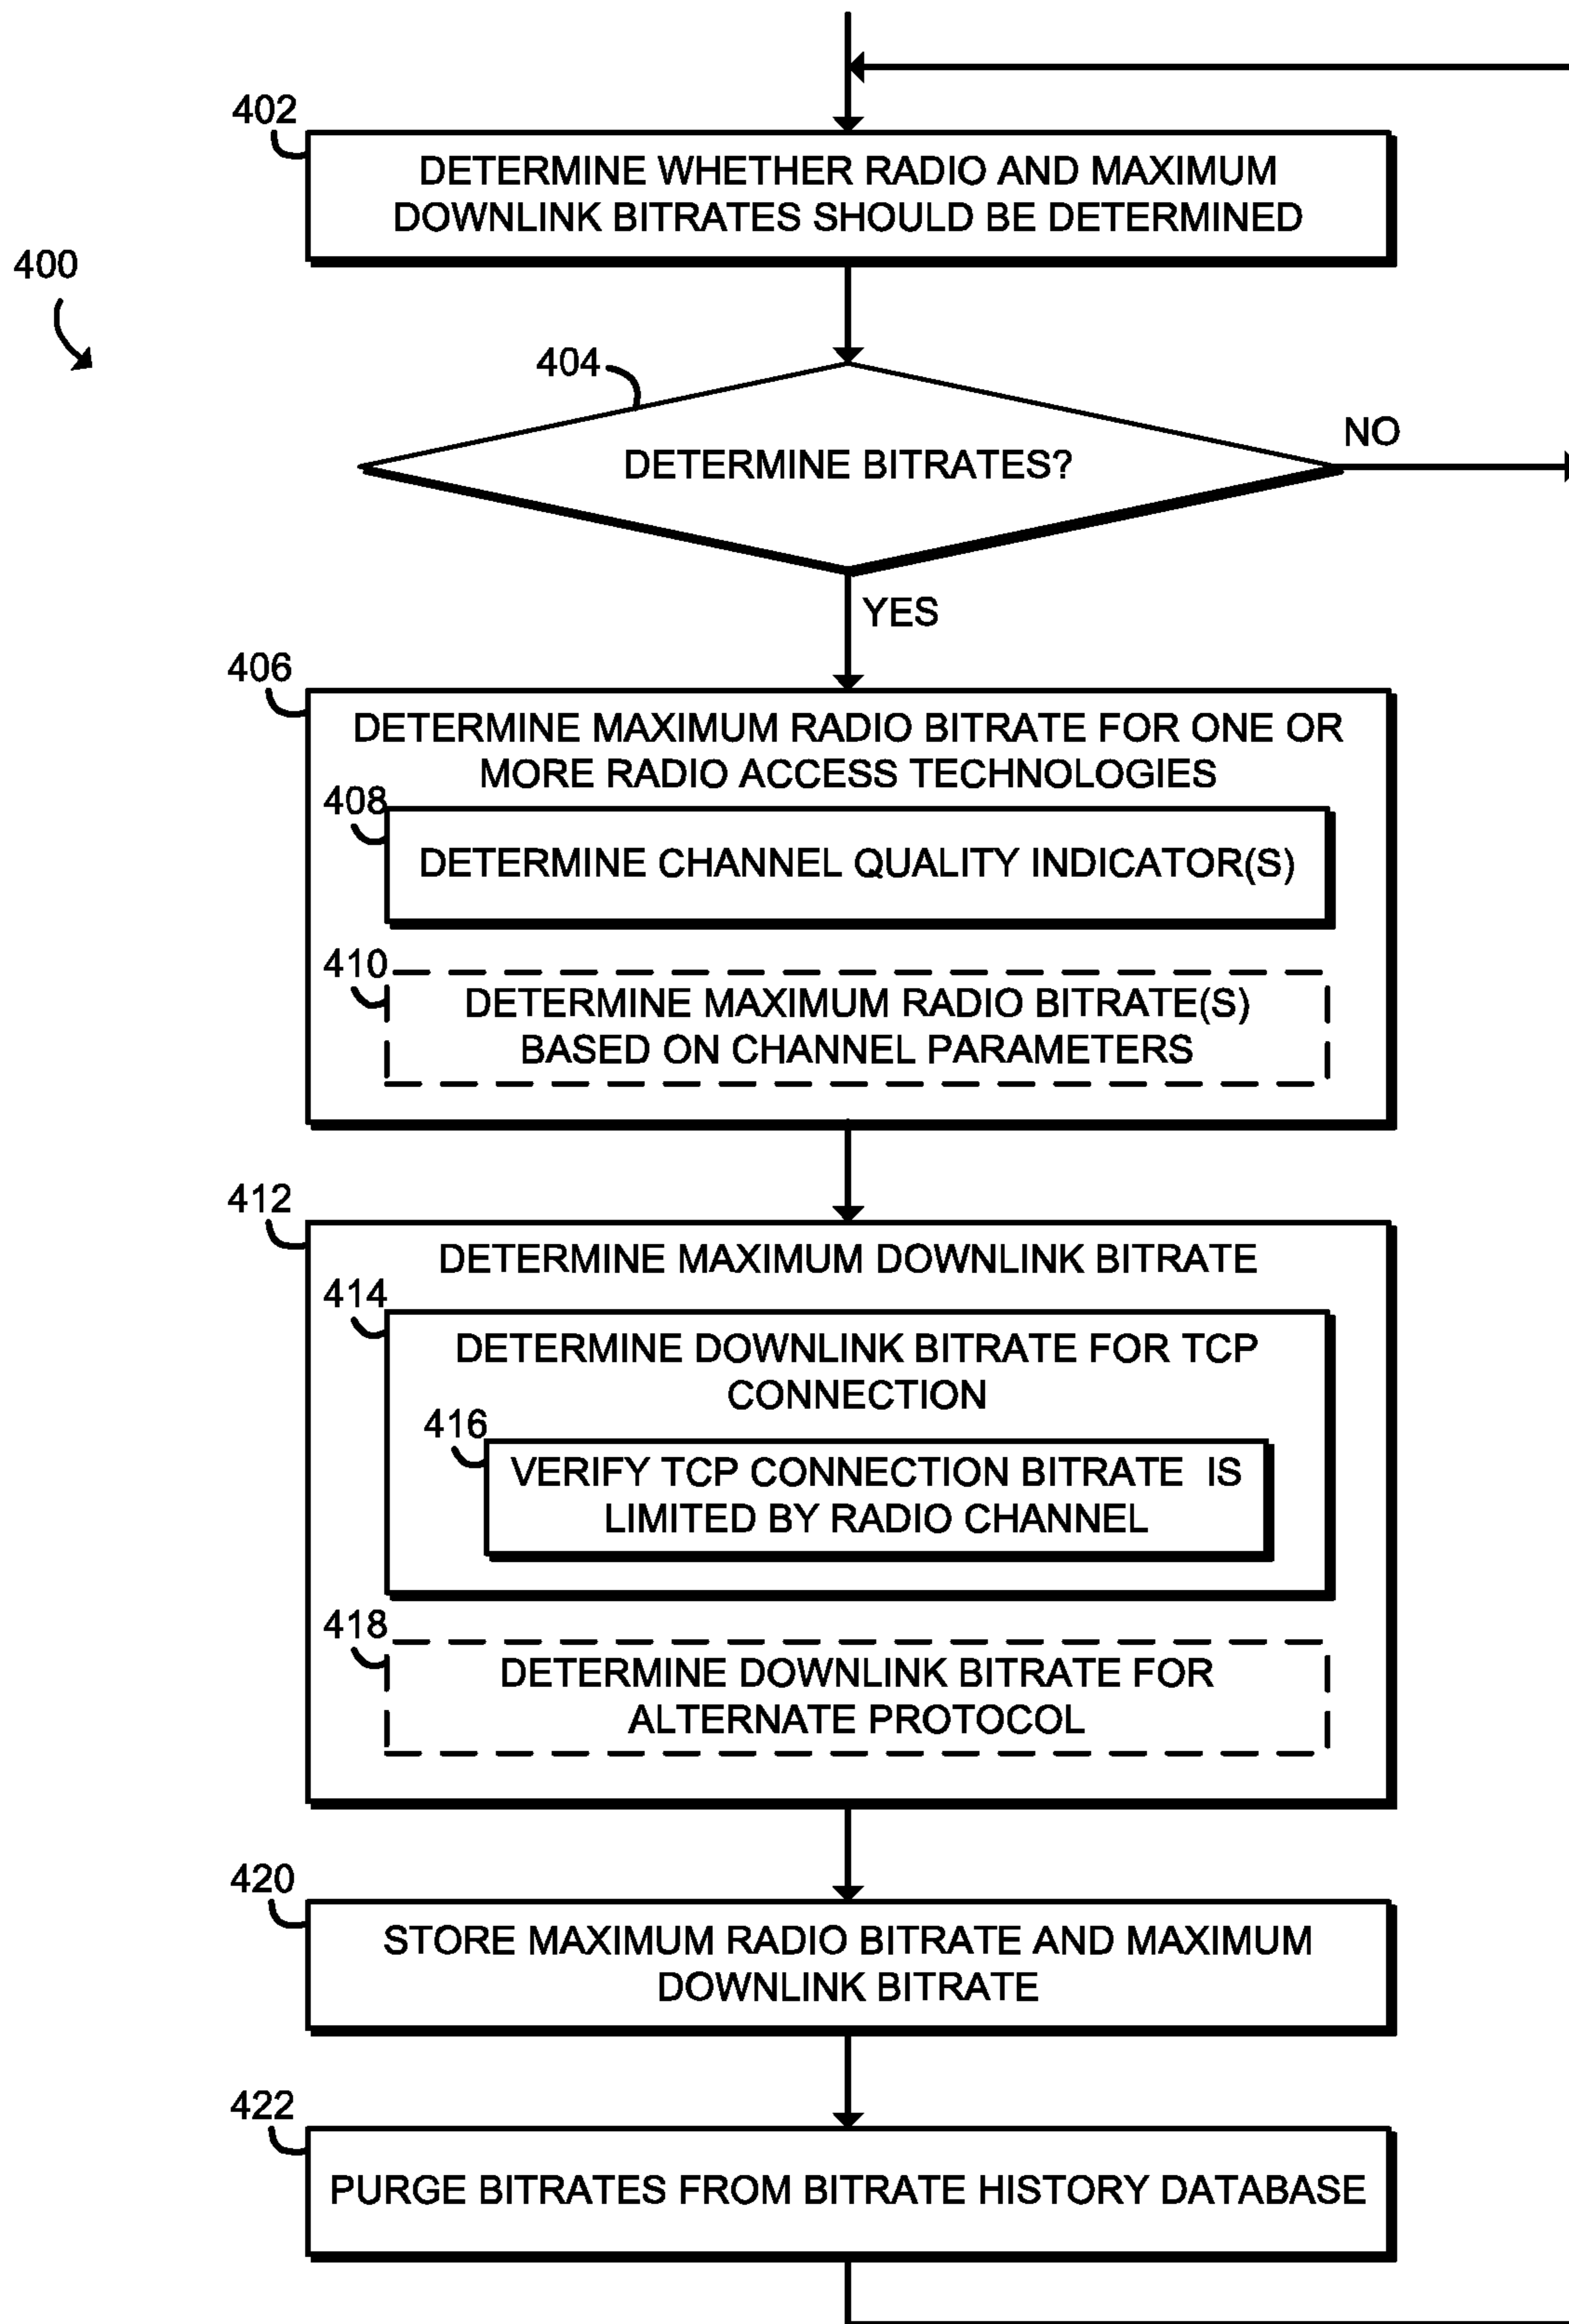 402
DETERMINE WHETHER RADIO AND MAXIMUM
DOWNLINK BITRATES SHOULD BE DETERMINED
400
404
DETERMINE BITRATES?
NO
YES
406
DETERMINE MAXIMUM RADIO BITRATE FOR ONE OR
MORE RADIO ACCESS TECHNOLOGIES
408
DETERMINE CHANNEL QUALITY INDICATOR(S)
410
DETERMINE MAXIMUM RADIO BITRATE(S)
BASED ON CHANNEL PARAMETERS
412
DETERMINE MAXIMUM DOWNLINK BITRATE
414
DETERMINE DOWNLINK BITRATE FOR TCP
CONNECTION
416
VERIFY TCP CONNECTION BITRATE IS
LIMITED BY RADIO CHANNEL
418
DETERMINE DOWNLINK BITRATE FOR
ALTERNATE PROTOCOL
420
STORE MAXIMUM RADIO BITRATE AND MAXIMUM
DOWNLINK BITRATE
422
PURGE BITRATES FROM BITRATE HISTORY DATABASE